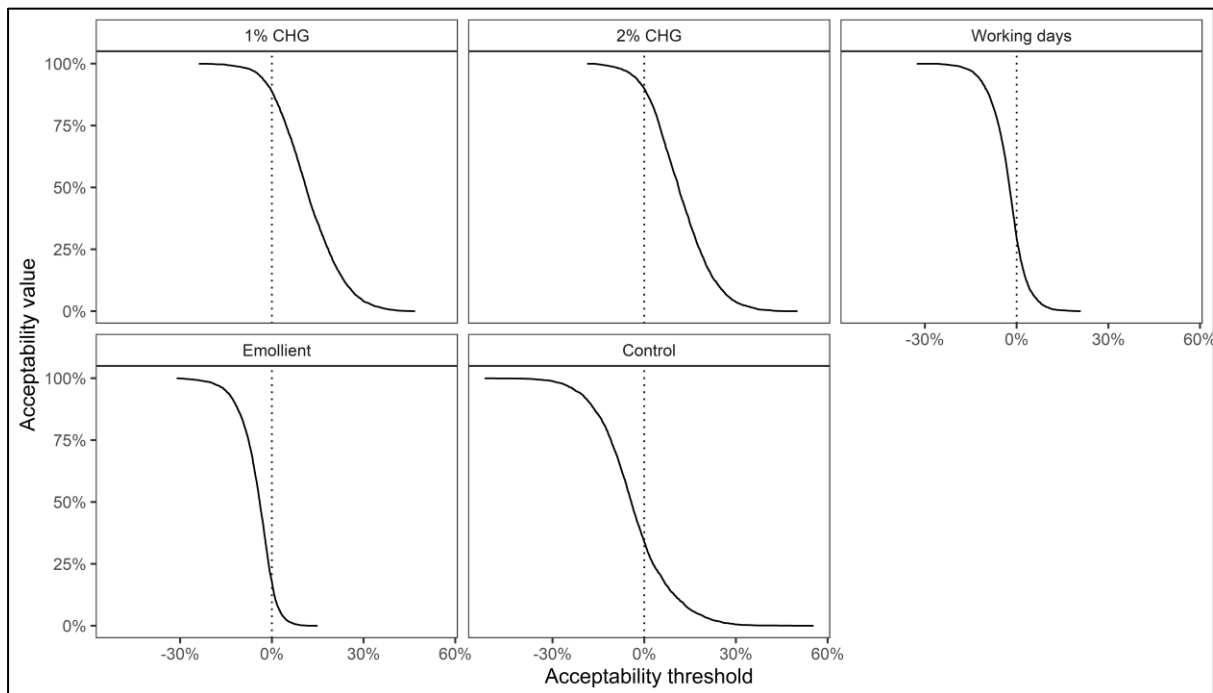 1% CHG
2% CHG
Working days
100%
75%
50%
25%
0%
-30% 0% 30% 60%
Emollient
Control
100%
75%
50%
25%
0%
-30% 0% 30% 60%
-30% 0% 30% 60%
Acceptability value
Acceptability threshold